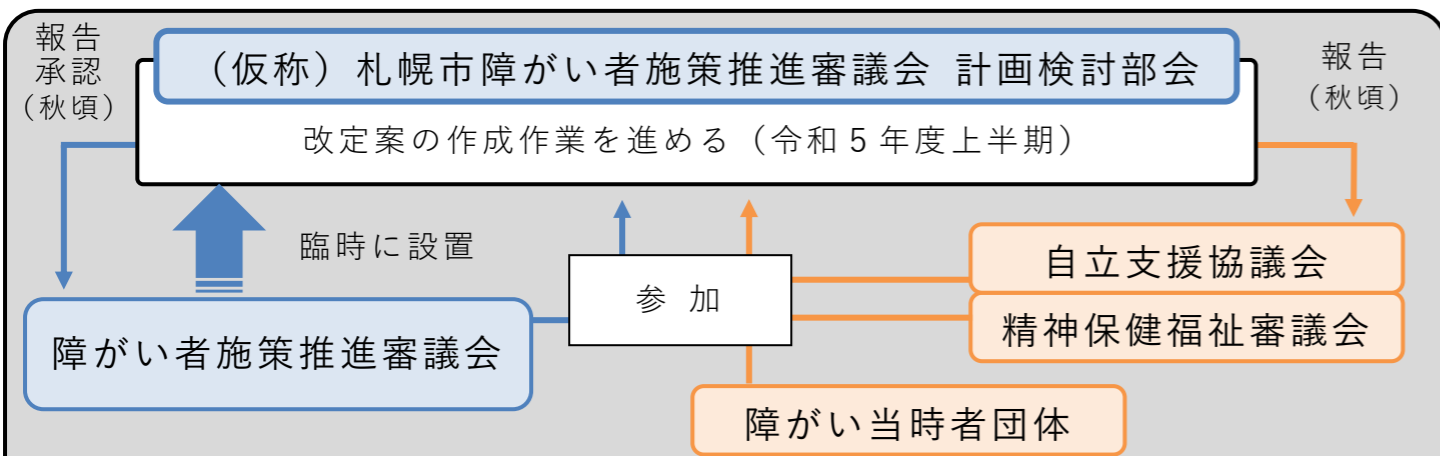 報告
承認
（秋頃）
（仮称）札幌市障がい者施策推進審議会 計画検討部会
報告
（秋頃）
改定案の作成作業を進める（令和５年度上半期）
臨時に設置
参 加
自立支援協議会
精神保健福祉審議会
障がい者施策推進審議会
障がい当時者団体